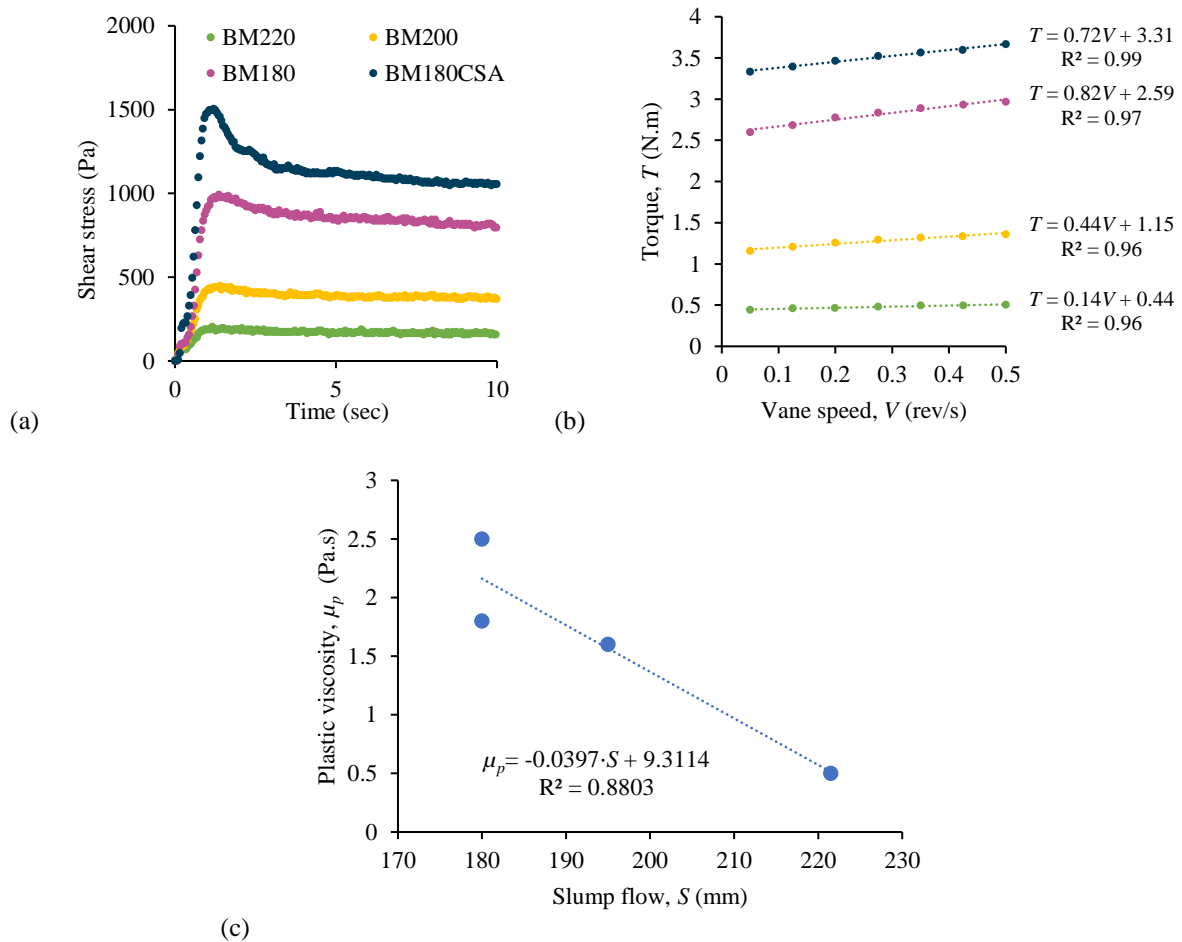 2000
1500
1000
500
0
BM220
BM200
BM180
BM180CSA
Shear stress (Pa)
0
5
10
Time (sec)
(a)
4
3.5
3
2.5
2
1.5
1
0.5
0
Torque, T (N.m)
T = 0.72V + 3.31
R² = 0.99
T = 0.82V + 2.59
R² = 0.97
T = 0.44V + 1.15
R² = 0.96
T = 0.14V + 0.44
R² = 0.96
0
0.1
0.2
0.3
0.4
0.5
Vane speed, V (rev/s)
(b)
3
2.5
2
1.5
1
0.5
0
Plastic viscosity, μp (Pa.s)
μp= -0.0397·S + 9.3114
R² = 0.8803
170
180
190
200
210
220
230
Slump flow, S (mm)
(c)